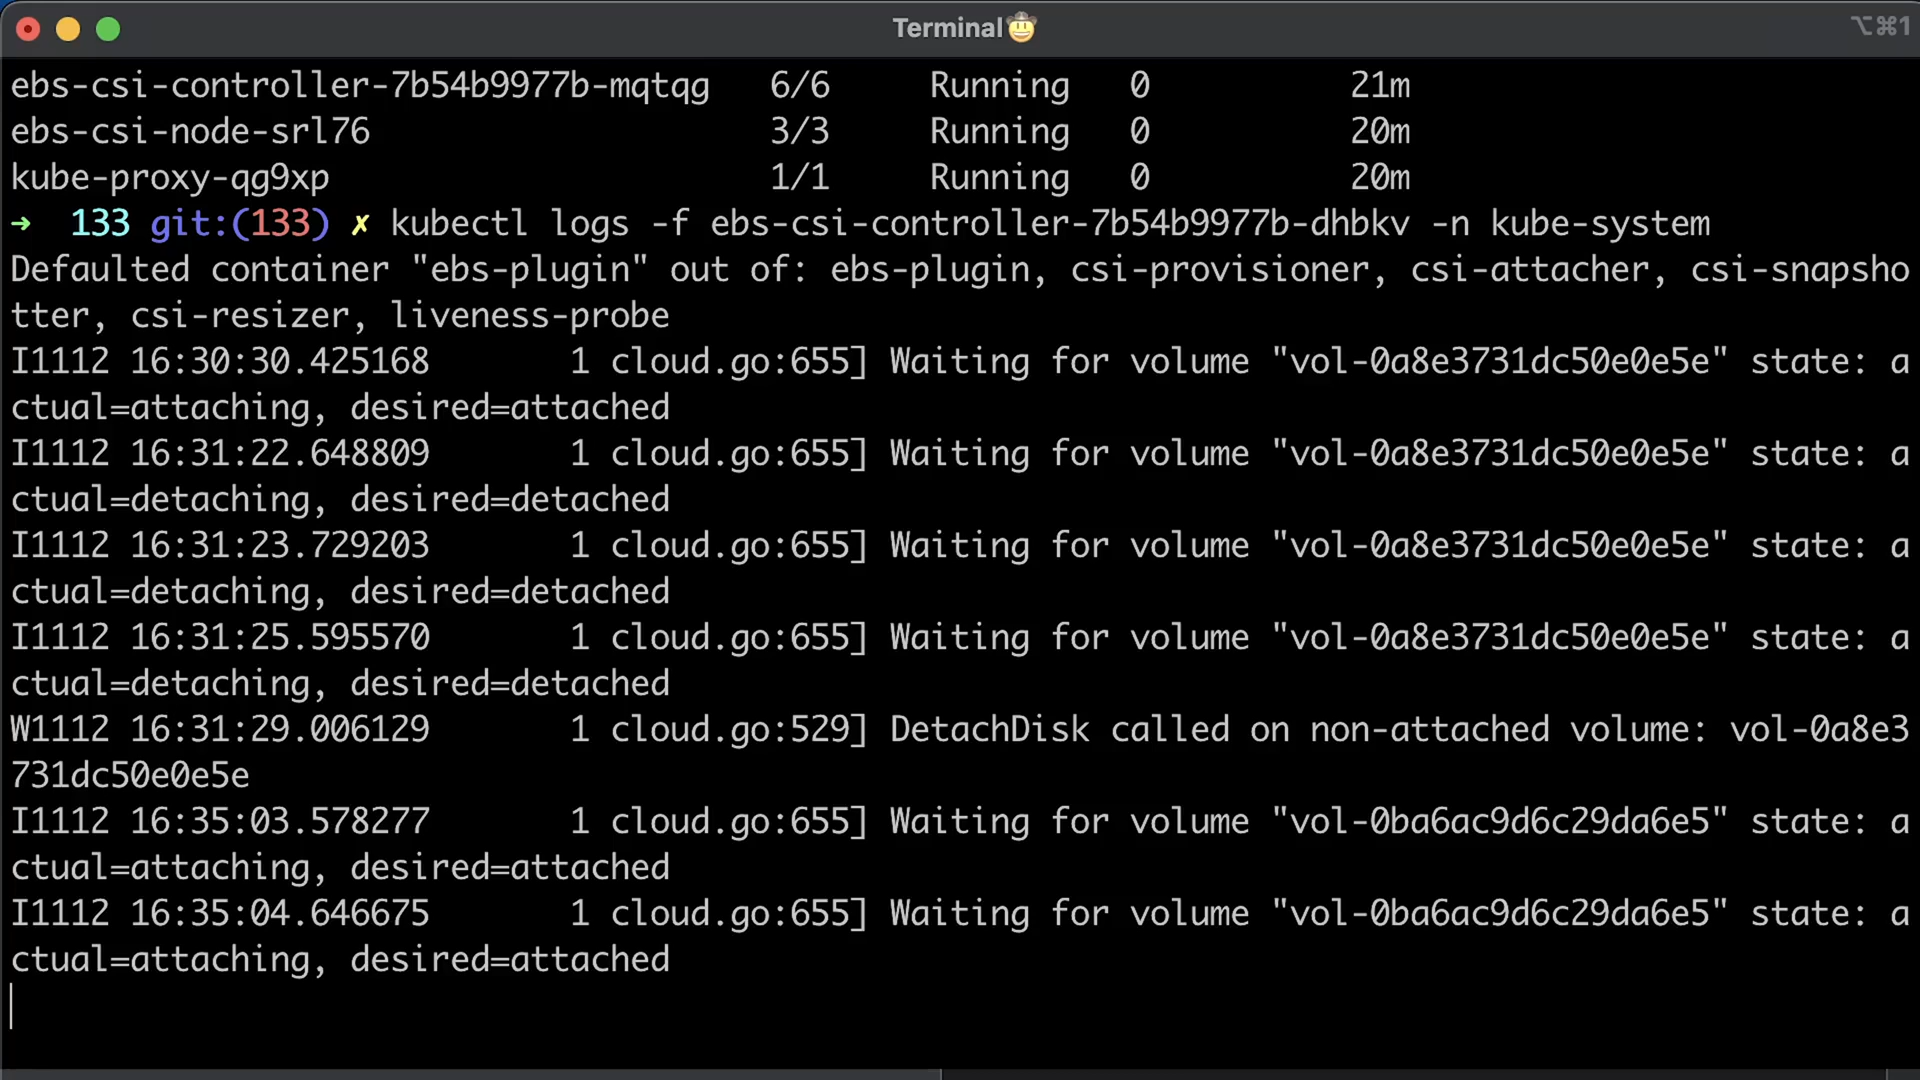 Terminal🤠
⌥⌘1
ebs-csi-controller-7b54b9977b-mqtqg   6/6     Running   0          21m
ebs-csi-node-srl76                    3/3     Running   0          20m
kube-proxy-qg9xp                      1/1     Running   0          20m
→  133 git:(133) ✗ kubectl logs -f ebs-csi-controller-7b54b9977b-dhbkv -n kube-system
Defaulted container "ebs-plugin" out of: ebs-plugin, csi-provisioner, csi-attacher, csi-snapsho
tter, csi-resizer, liveness-probe
I1112 16:30:30.425168       1 cloud.go:655] Waiting for volume "vol-0a8e3731dc50e0e5e" state: a
ctual=attaching, desired=attached
I1112 16:31:22.648809       1 cloud.go:655] Waiting for volume "vol-0a8e3731dc50e0e5e" state: a
ctual=detaching, desired=detached
I1112 16:31:23.729203       1 cloud.go:655] Waiting for volume "vol-0a8e3731dc50e0e5e" state: a
ctual=detaching, desired=detached
I1112 16:31:25.595570       1 cloud.go:655] Waiting for volume "vol-0a8e3731dc50e0e5e" state: a
ctual=detaching, desired=detached
W1112 16:31:29.006129       1 cloud.go:529] DetachDisk called on non-attached volume: vol-0a8e3
731dc50e0e5e
I1112 16:35:03.578277       1 cloud.go:655] Waiting for volume "vol-0ba6ac9d6c29da6e5" state: a
ctual=attaching, desired=attached
I1112 16:35:04.646675       1 cloud.go:655] Waiting for volume "vol-0ba6ac9d6c29da6e5" state: a
ctual=attaching, desired=attached